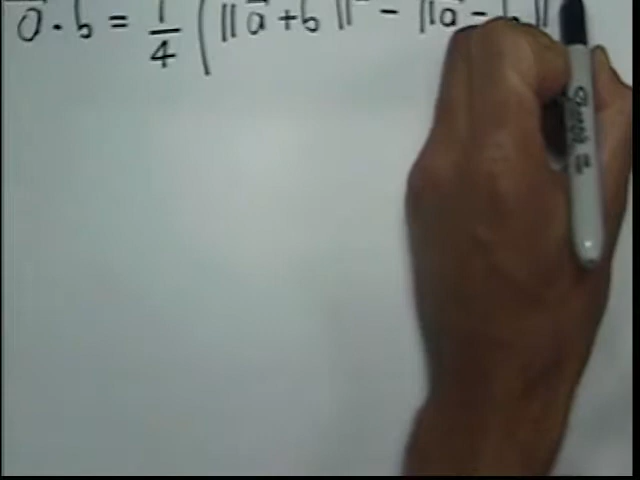 a · b = 1/4 ( ||a + b||² - ||a - b||